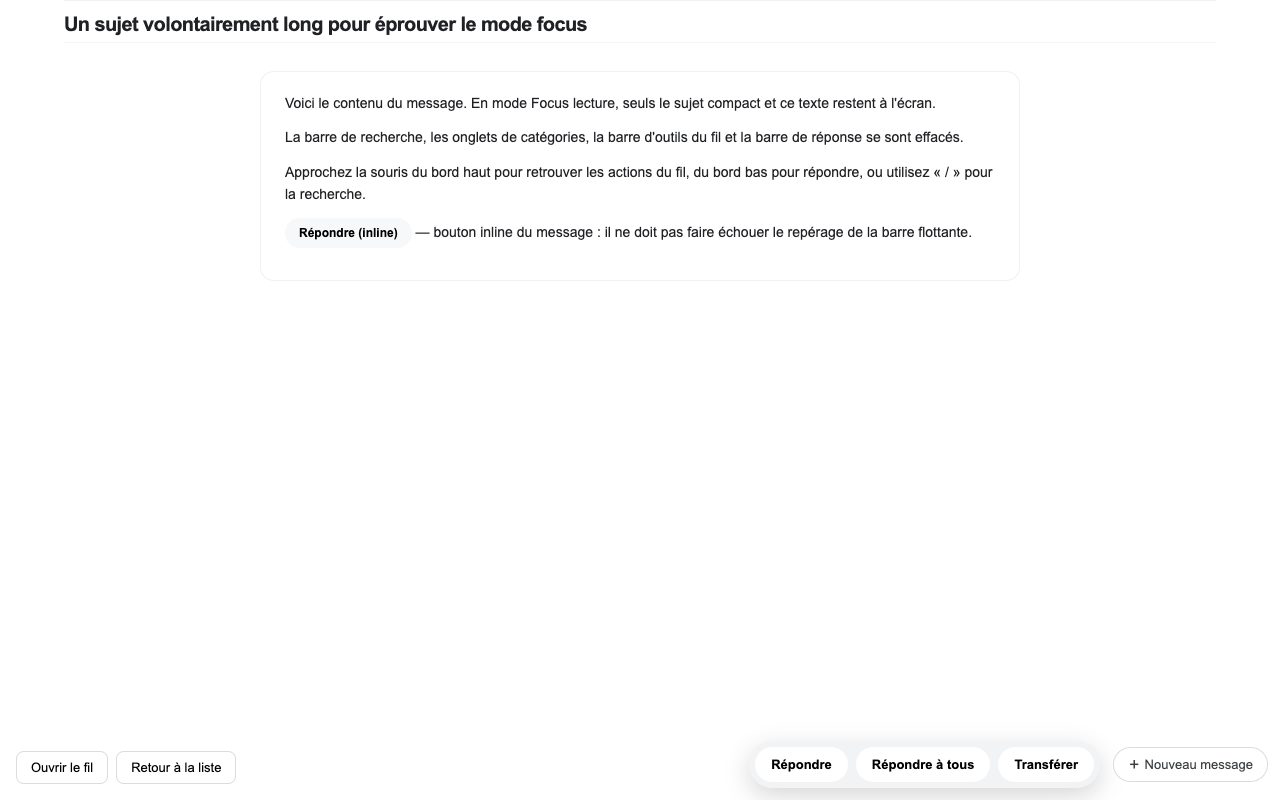 Un sujet volontairement long pour éprouver le mode focus
Voici le contenu du message. En mode Focus lecture, seuls le sujet compact et ce texte restent à l'écran.
La barre de recherche, les onglets de catégories, la barre d'outils du fil et la barre de réponse se sont effacés.
Approchez la souris du bord haut pour retrouver les actions du fil, du bord bas pour répondre, ou utilisez « / » pour
la recherche.
Répondre (inline) — bouton inline du message : il ne doit pas faire échouer le repérage de la barre flottante.
Ouvrir le fil Retour à la liste Répondre Répondre à tous Transférer + Nouveau message